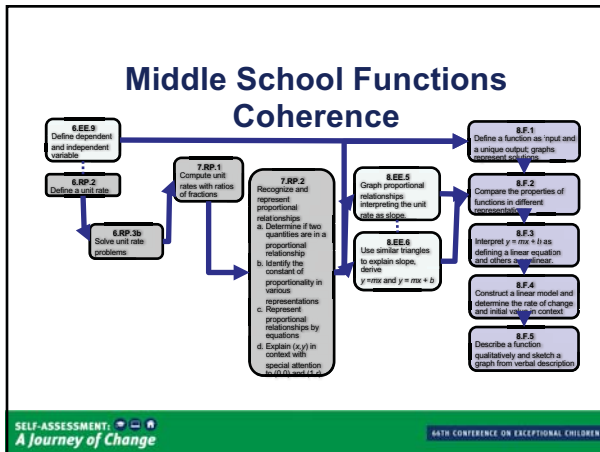 Middle School Functions
Coherence
6.EE.9
Define dependent
and independent
variable
6.RP.2
Define a unit rate
6.RP.3b
Solve unit rate
problems
7.RP.1
Compute unit
rates with ratios
of fractions
7.RP.2
Recognize and
represent
proportional
relationships
a. Determine if two
quantities are in a
proportional
relationship
b. Identify the
constant of
proportionality in
various
representations
c. Represent
proportional
relationships by
equations
d. Explain (x,y) in
context with
special attention
to (0,0) and (1,r)
8.EE.5
Graph proportional
relationships
interpreting the
unit rate as slope.
8.EE.6
Use similar triangles
to explain slope,
derive
y =mx and y = mx + b
8.F.1
Define a function as input and
a unique output; graphs
represent solutions
8.F.2
Compare the properties of
functions in different
representations
8.F.3
Interpret y = mx + b as
defining a linear equation
and others as nonlinear.
8.F.4
Construct a linear model and
determine the rate of change
and initial value in context
8.F.5
Describe a function
qualitatively and sketch a
graph from verbal description
SELF-ASSESSMENT:
A Journey of Change
66TH CONFERENCE ON EXCEPTIONAL CHILDREN